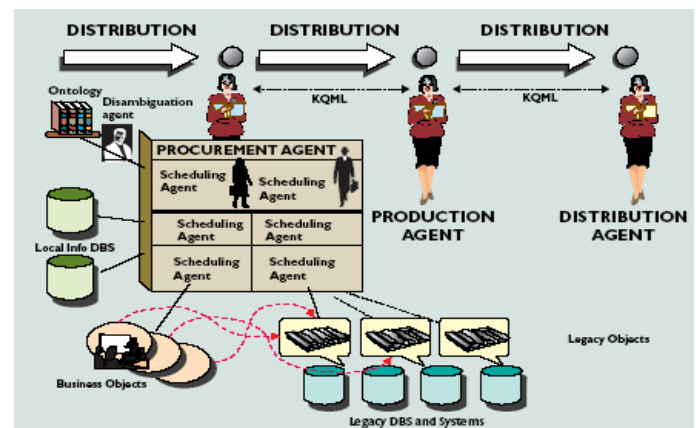 DISTRIBUTION
DISTRIBUTION
DISTRIBUTION
Ontology
Disambiguation
agent
KQML
KQML
PROCUREMENT AGENT
Scheduling
Agent
Scheduling
Agent
PRODUCTION
AGENT
DISTRIBUTION
AGENT
Scheduling
Agent
Scheduling
Agent
Local Info DBS
Scheduling
Agent
Scheduling
Agent
Legacy Objects
Business Objects
Legacy DBS and Systems